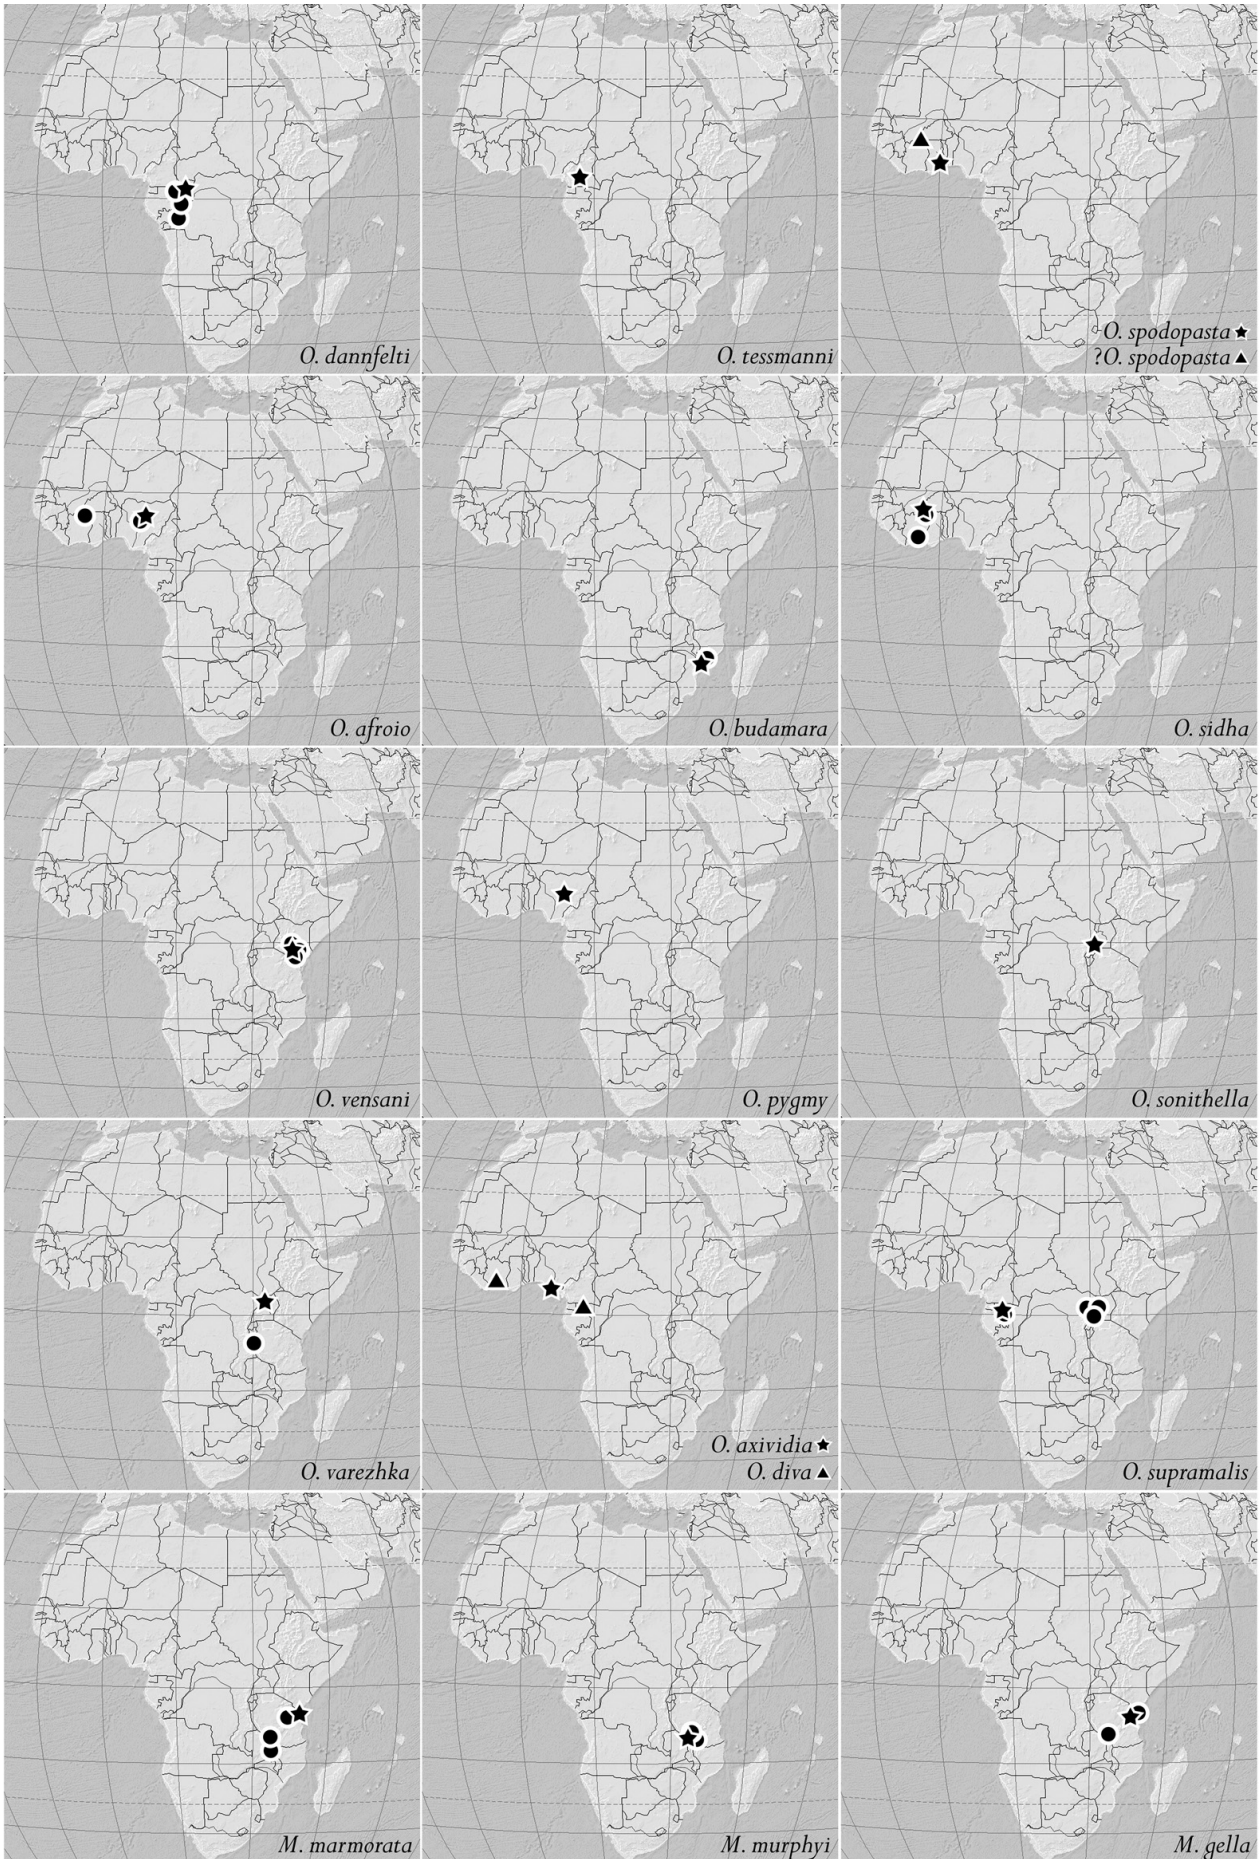 O. dannfelti
O. tessmanni
O. spodopasta
?O. spodopasta
O. afroio
O. budamara
O. sidha
O. vensani
O. pygmy
O. sonithella
O. varezhka
O. axividia
O. diva
O. supramalis
M. marmorata
M. murphyi
M. gella